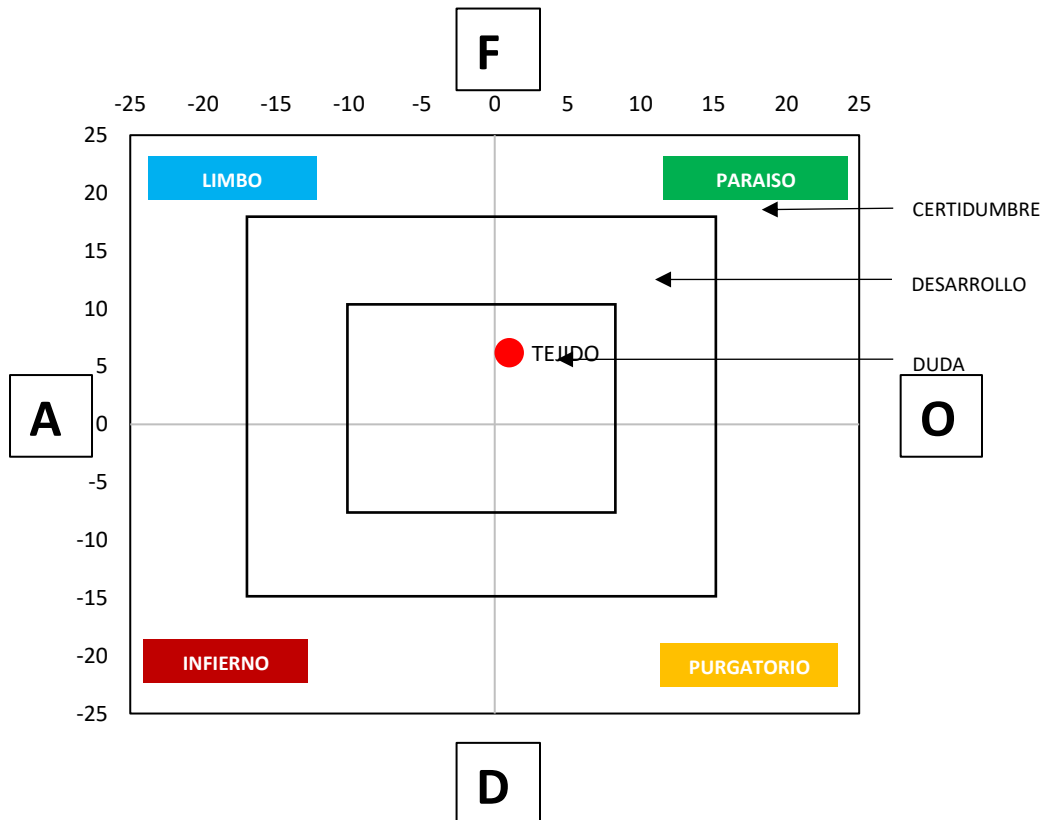 F
-25 -20 -15 -10 -5 0 5 10 15 20 25
25
LIMBO PARAISO
20
CERTIDUMBRE
15
DESARROLLO
10
TEJIDO
5
DUDA
A 0 O
-5
-10
-15
-20
INFIERNO PURGATORIO
-25
D